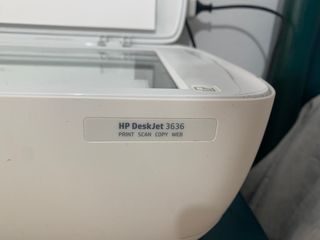 HP DeskJet 3636
PRINT SCAN COPY WEB